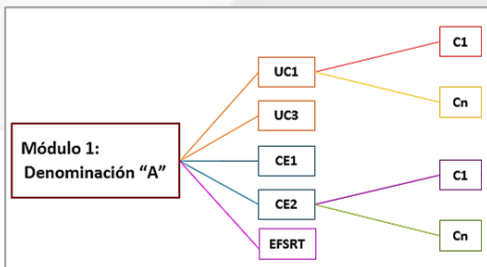 Módulo 1:
Denominación “A”
UC1
UC3
CE1
CE2
EFSRT
C1
Cn
C1
Cn